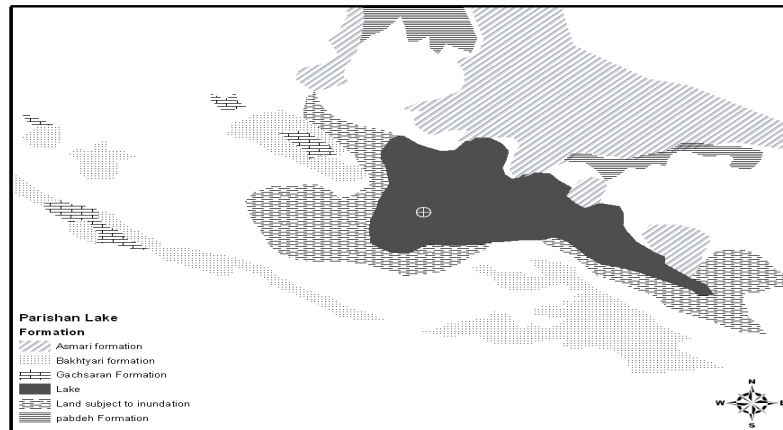 Parishan Lake
Formation
Asmari formation
Bakhtyari formation
Gachsaran Formation
Lake
Land subject to inundation
pabdeh Formation
N
W E
S